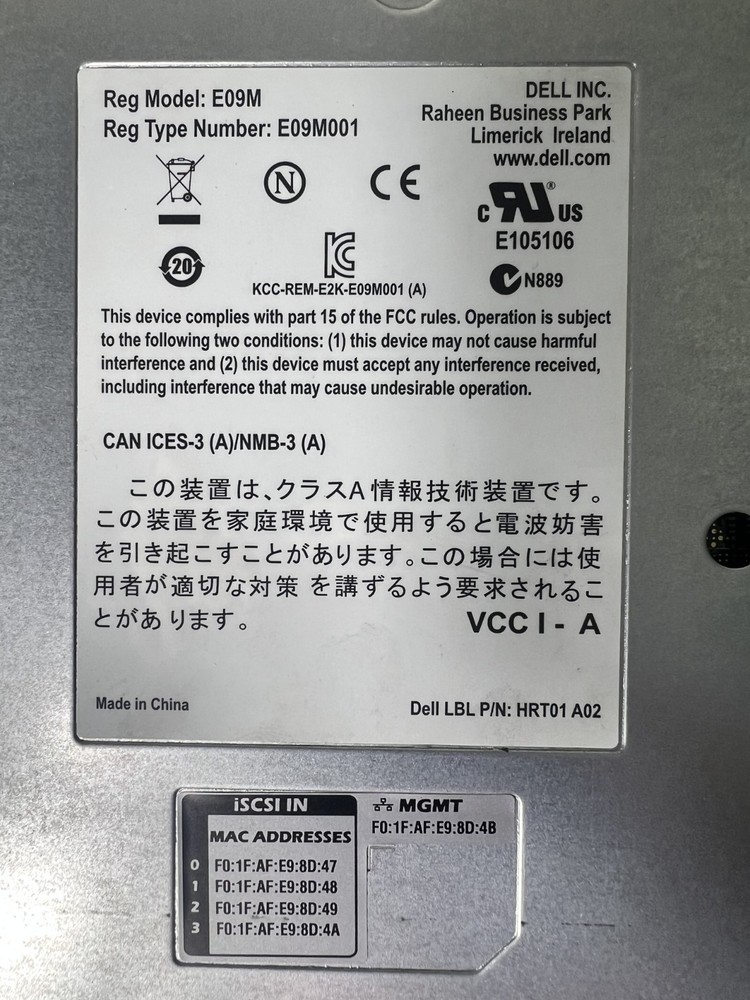 Reg Model: E09M
Reg Type Number: E09M001
DELL INC.
Raheen Business Park
Limerick Ireland
www.dell.com
N
CE
c RU® US
E105106
20
KC
KCC-REM-E2K-E09M001 (A)
N889
This device complies with part 15 of the FCC rules. Operation is subject
to the following two conditions: (1) this device may not cause harmful
interference and (2) this device must accept any interference received,
including interference that may cause undesirable operation.
CAN ICES-3 (A)/NMB-3 (A)
この装置は、クラスA情報技術装置です。
この装置を家庭環境で使用すると電波妨害
を引き起こすことがあります。この場合には使
用者が適切な対策 を講ずるよう要求されるこ
とがあります。
VCCI- A
Made in China
Dell LBL P/N: HRT01 A02
iSCSI IN
MAC ADDRESSES
0 F0:1F:AF:E9:8D:47
1 F0:1F:AF:E9:8D:48
2 F0:1F:AF:E9:8D:49
3 F0:1F:AF:E9:8D:4A
MGMT
F0:1F:AF:E9:8D:4B